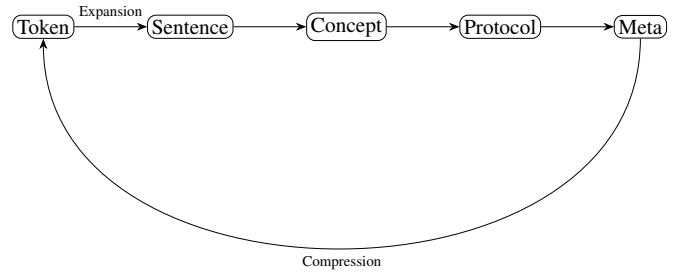 Expansion
Token
Sentence
Concept
Protocol
Meta
Compression